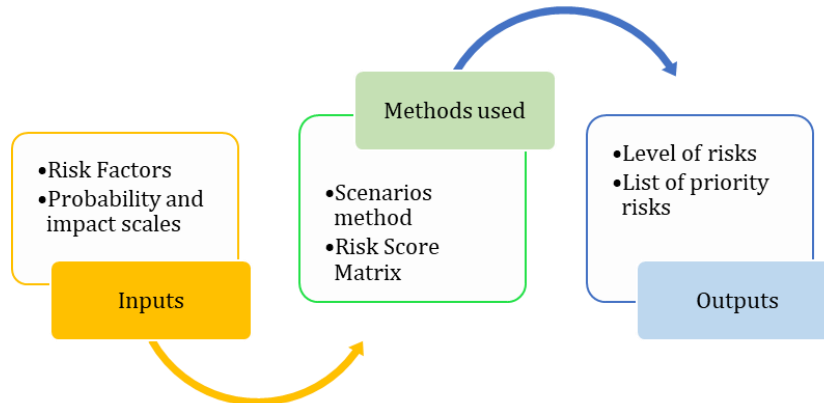 •Risk Factors
•Probability and
impact scales
Inputs
Methods used
•Scenarios
method
•Risk Score
Matrix
•Level of risks
•List of priority
risks
Outputs